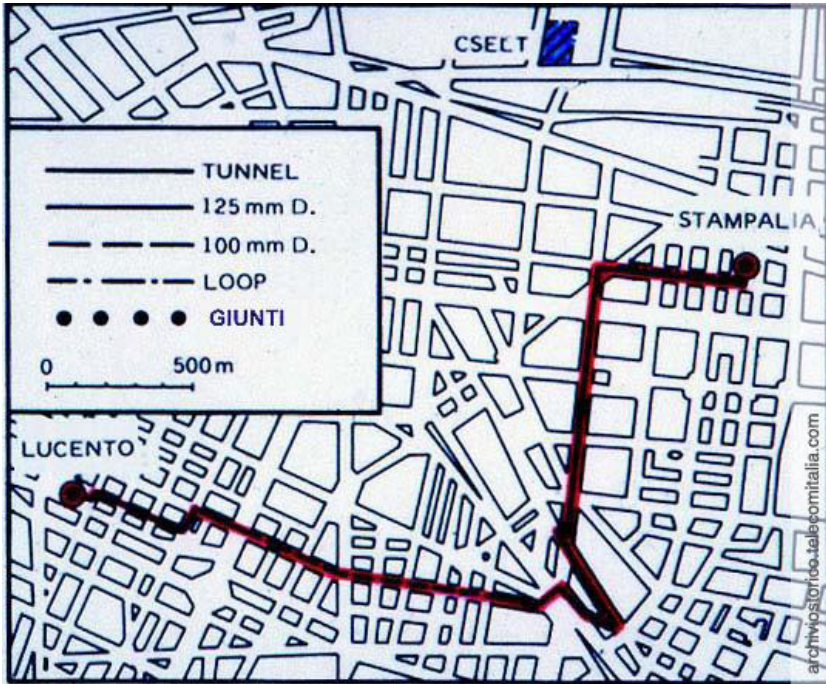 CSELT
TUNNEL
125 mm D.
100 mm D.
LOOP
GIUNTI
0 500m
STAMPALIA
LUCENTO
archiviostorico.telecomitalia.com